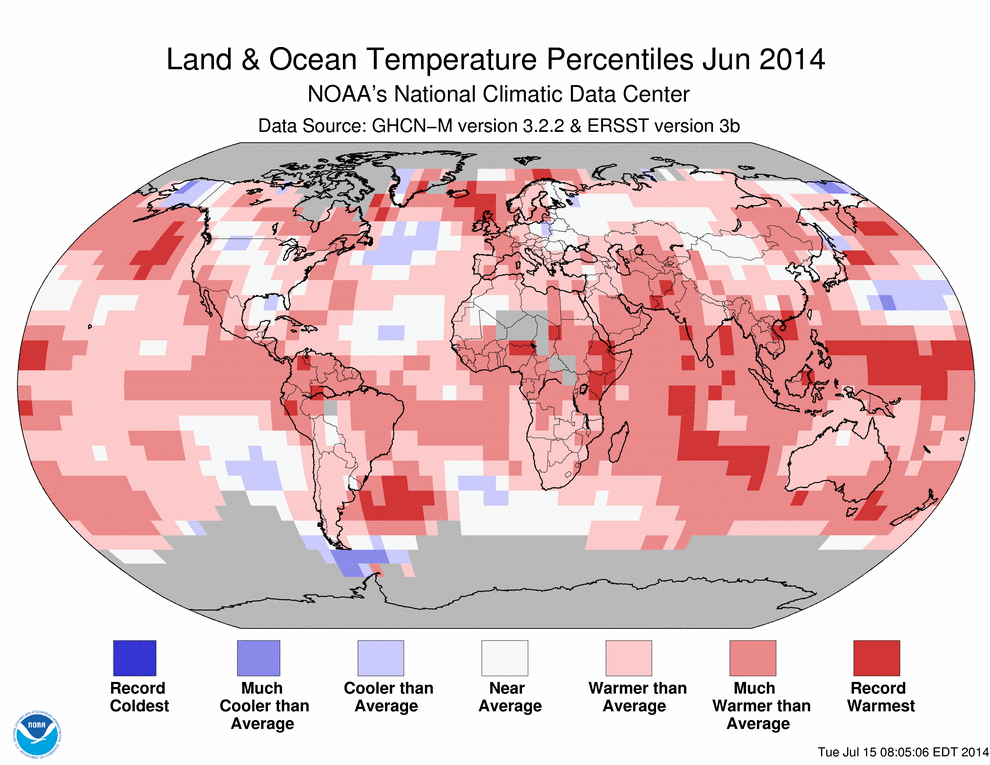 Land & Ocean Temperature Percentiles Jun 2014
NOAA's National Climatic Data Center
Data Source: GHCN−M version 3.2.2 & ERSST version 3b
Record
Coldest
Much
Cooler than
Average
Cooler than
Average
Near
Average
Warmer than
Average
Much
Warmer than
Average
Record
Warmest
NOAA
Tue Jul 15 08:05:06 EDT 2014